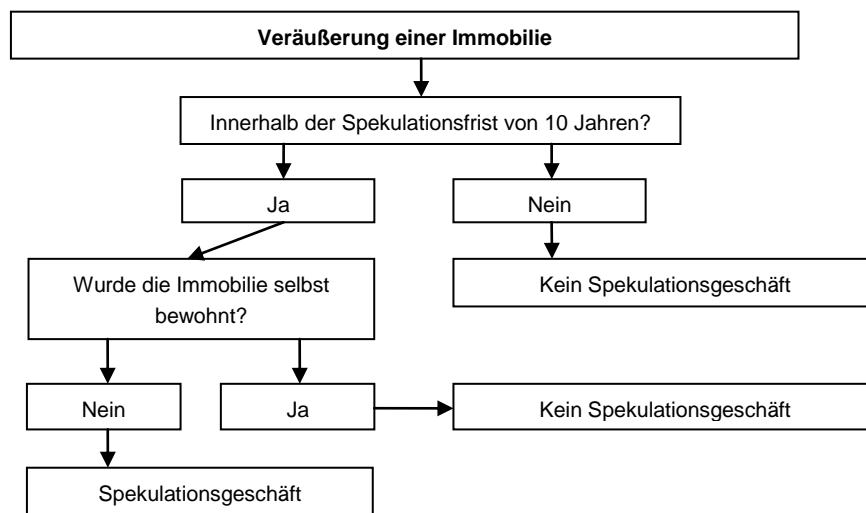 Veräußerung einer Immobilie
Innerhalb der Spekulationsfrist von 10 Jahren?
Ja
Nein
Wurde die Immobilie selbst
bewohnt?
Kein Spekulationsgeschäft
Nein
Ja
Kein Spekulationsgeschäft
Spekulationsgeschäft